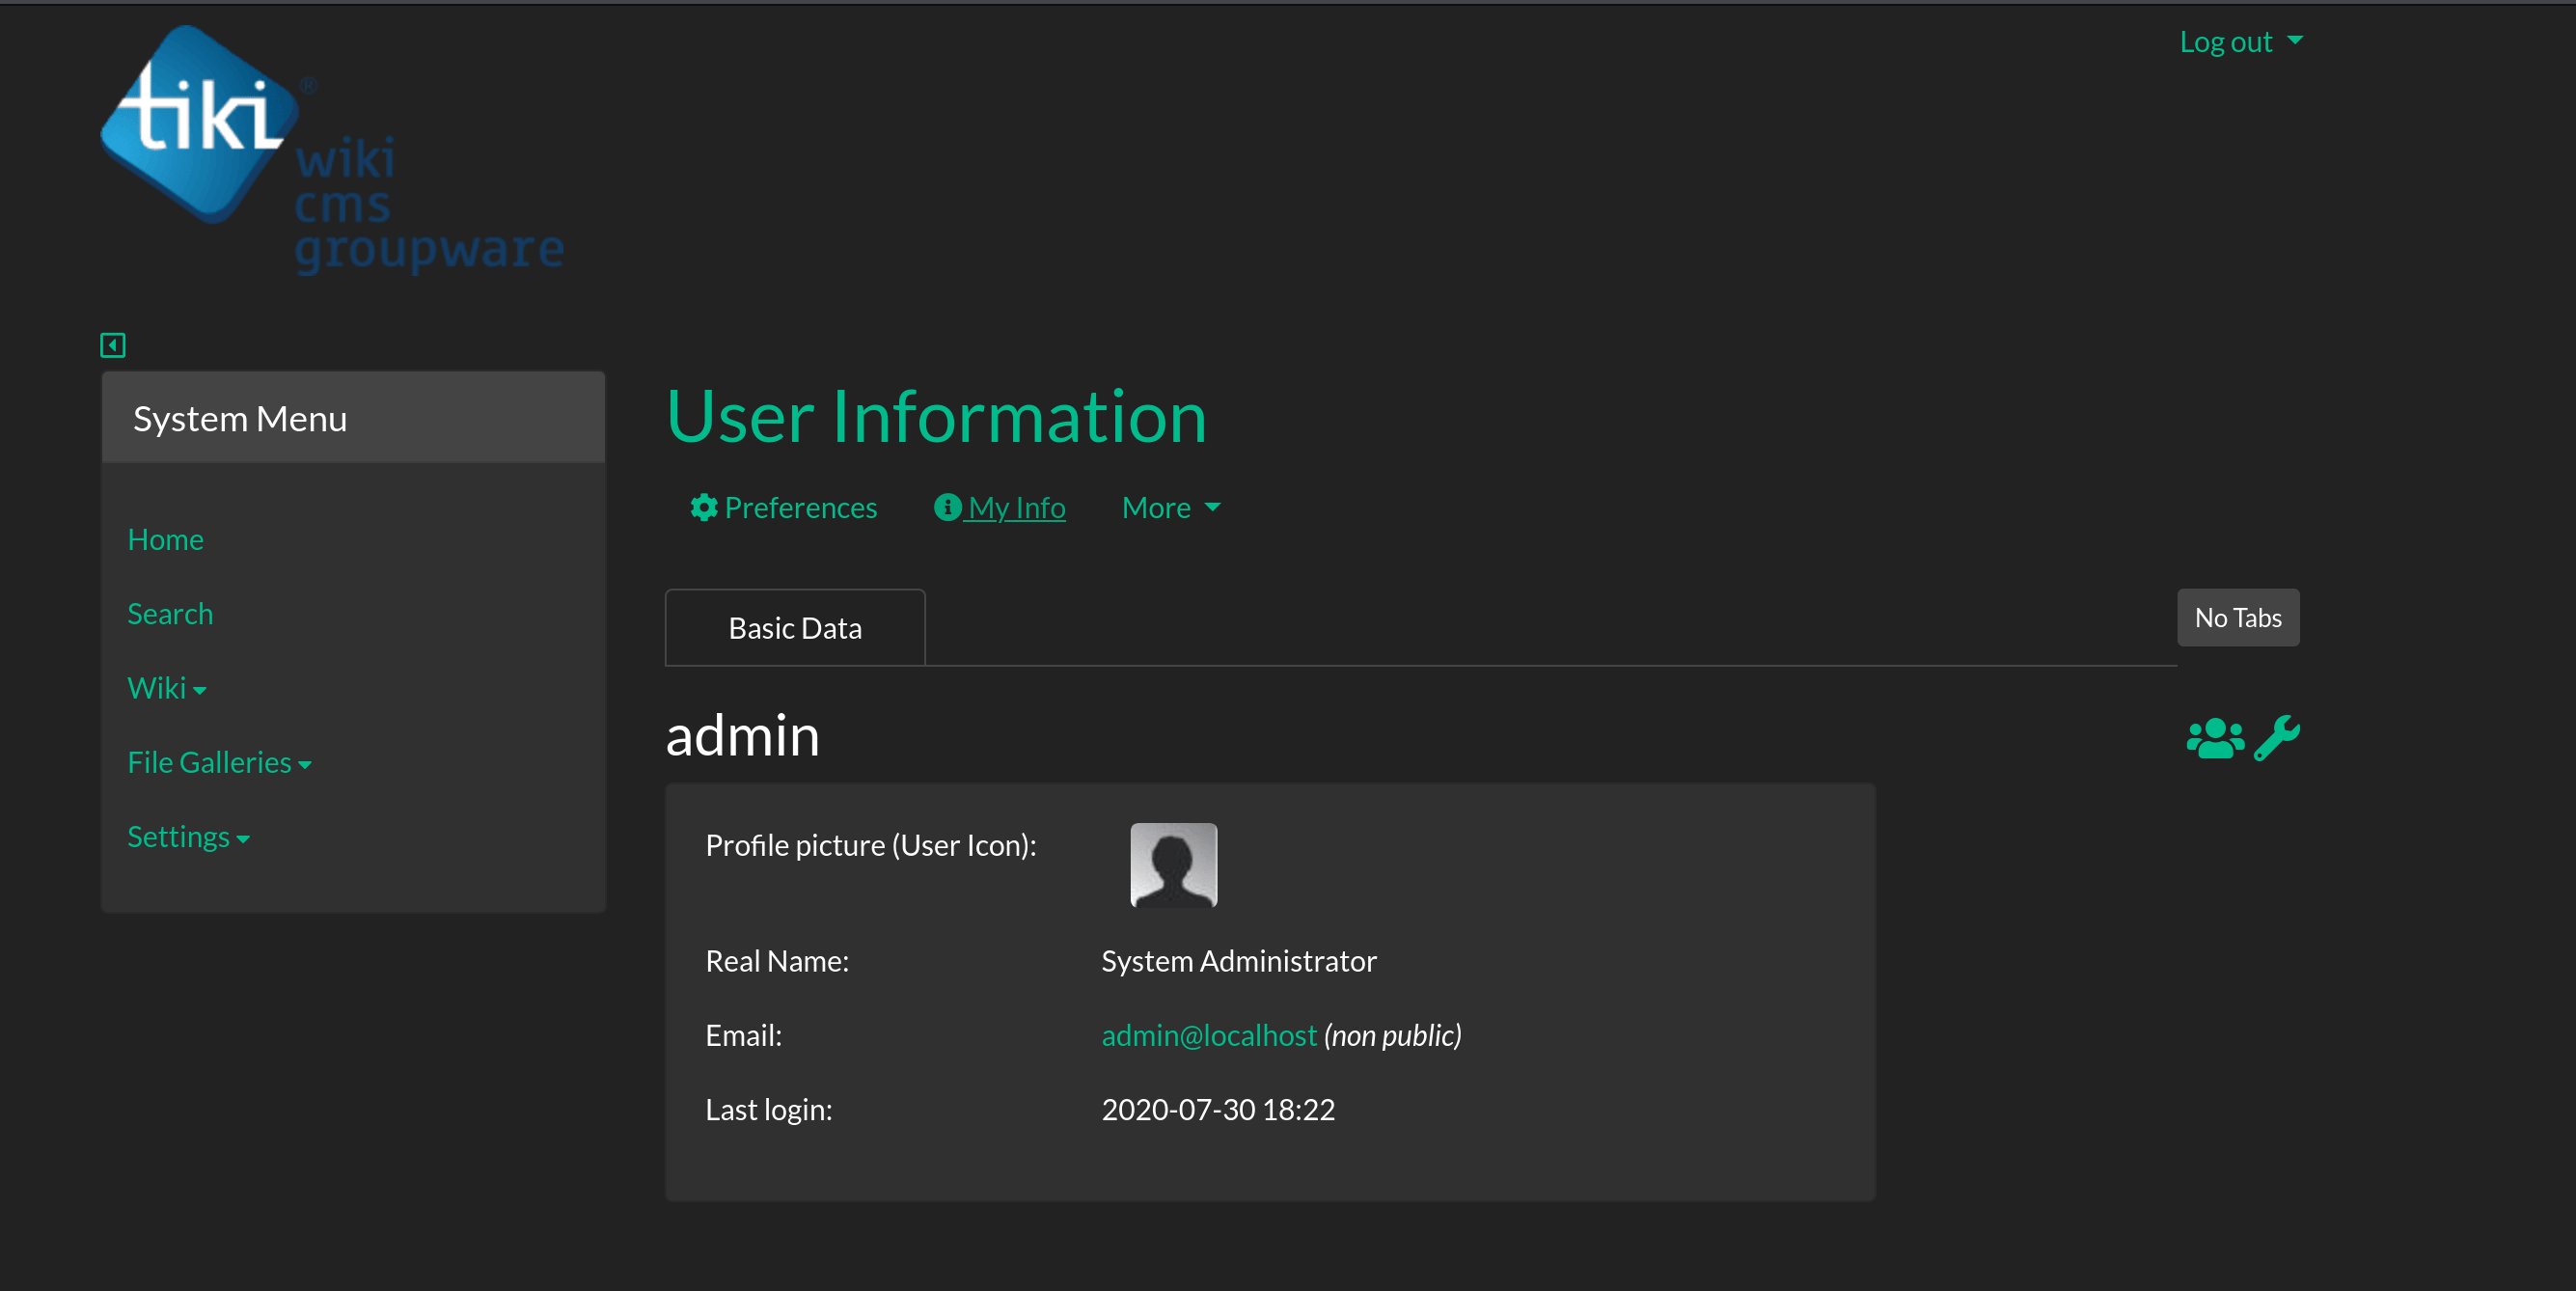 Log out
tiki®
wiki
cms
groupware
System Menu
Home
Search
Wiki
File Galleries
Settings
User Information
Preferences My Info More
Basic Data
No Tabs
admin
Profile picture (User Icon):
Real Name: System Administrator
Email: admin@localhost (non public)
Last login: 2020-07-30 18:22